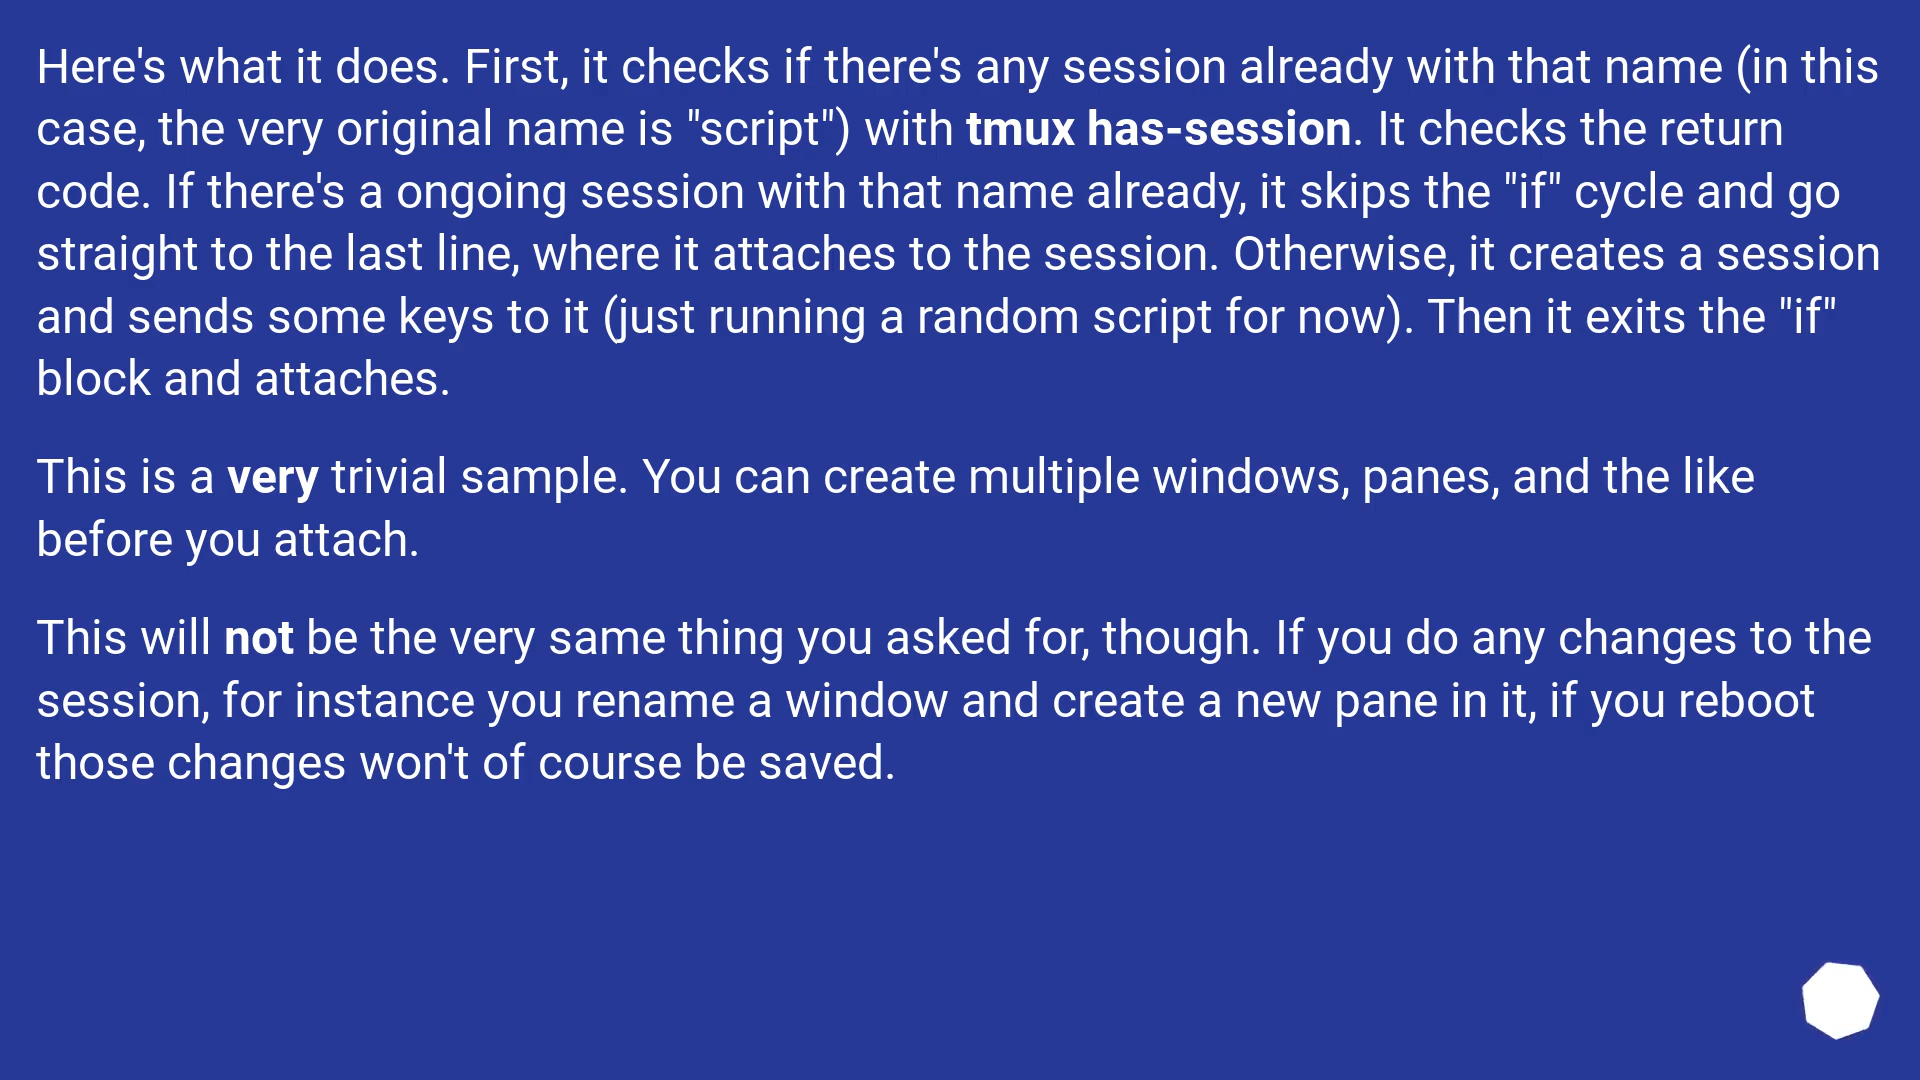 Here's what it does. First, it checks if there's any session already with that name (in this
case, the very original name is "script") with tmux has-session. It checks the return
code. If there's a ongoing session with that name already, it skips the "if" cycle and go
straight to the last line, where it attaches to the session. Otherwise, it creates a session
and sends some keys to it (just running a random script for now). Then it exits the "if"
block and attaches.
This is a very trivial sample. You can create multiple windows, panes, and the like
before you attach.
This will not be the very same thing you asked for, though. If you do any changes to the
session, for instance you rename a window and create a new pane in it, if you reboot
those changes won't of course be saved.